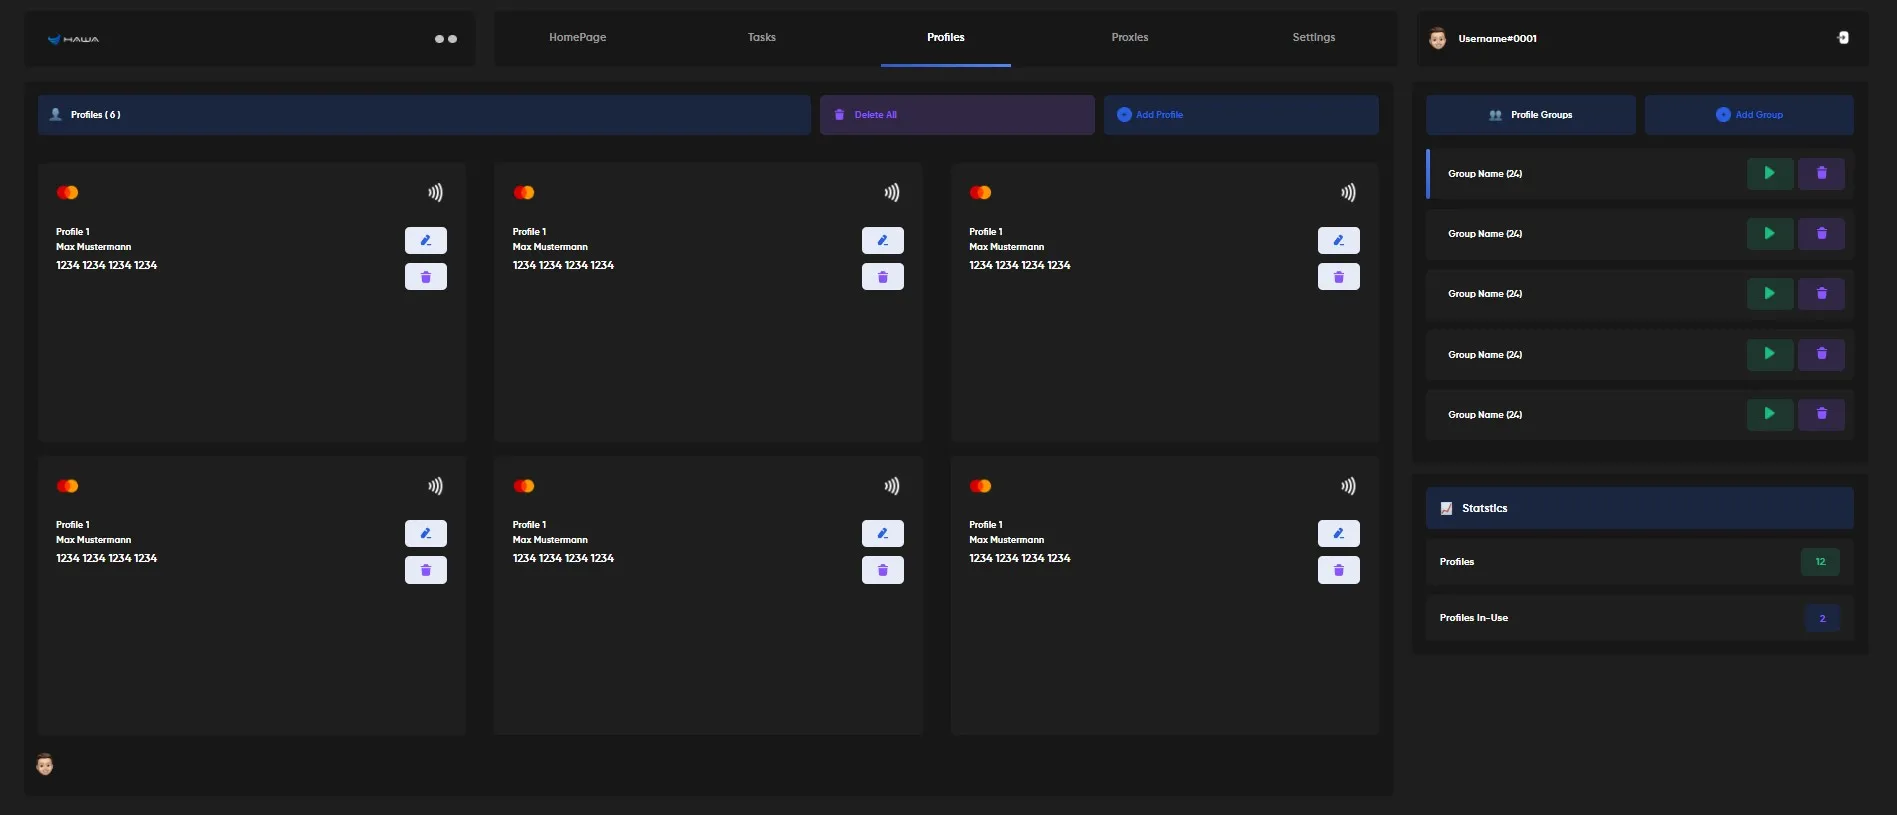 HAWA
HomePage
Tasks
Profiles
Proxies
Settings
Username#0001
Profiles ( 6 )
Delete All
Add Profile
Profile 1
Max Mustermann
1234 1234 1234 1234
Profile 1
Max Mustermann
1234 1234 1234 1234
Profile 1
Max Mustermann
1234 1234 1234 1234
Profile 1
Max Mustermann
1234 1234 1234 1234
Profile 1
Max Mustermann
1234 1234 1234 1234
Profile 1
Max Mustermann
1234 1234 1234 1234
Profile Groups
Add Group
Group Name (24)
Group Name (24)
Group Name (24)
Group Name (24)
Group Name (24)
Statstics
Profiles
12
Profiles In-Use
2